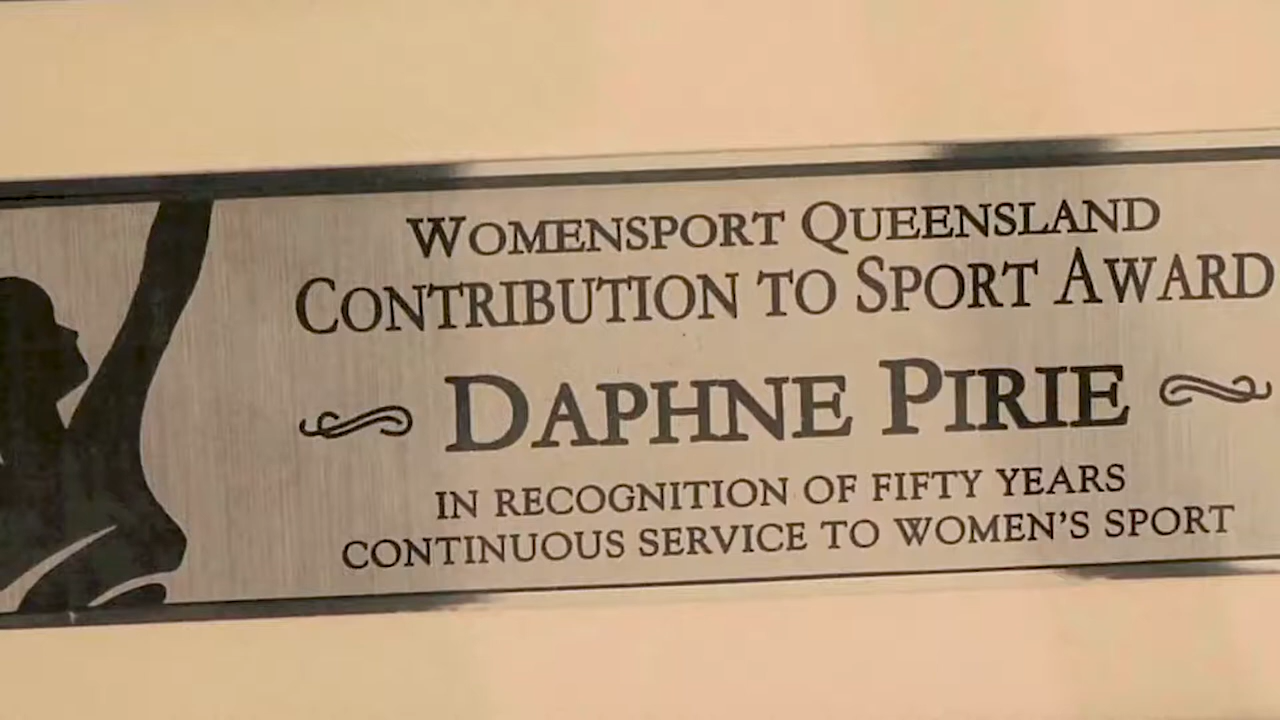 WOMENSPORT QUEENSLAND
CONTRIBUTION TO SPORT AWARD
DAPHNE PIRIE
IN RECOGNITION OF FIFTY YEARS
CONTINUOUS SERVICE TO WOMEN'S SPORT